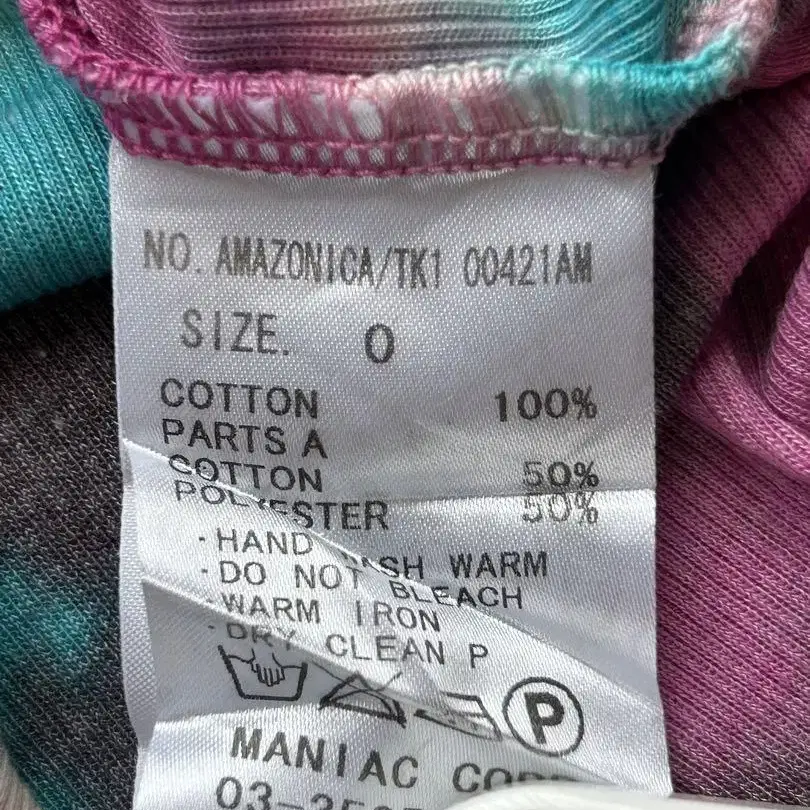 NO. AMAZONICA/TK1 00421AM
SIZE. 0
COTTON 100%
PARTS A
COTTON 50%
POLYESTER 50%
・HAND WASH WARM
・DO NOT BLEACH
・WARM IRON
・DRY CLEAN P
P
MANIAC